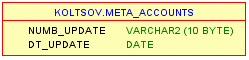 KOLTSOV.META_ACCOUNTS
NUMB_UPDATE VARCHAR2 (10 BYTE)
DT_UPDATE DATE